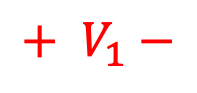 + V₁ −